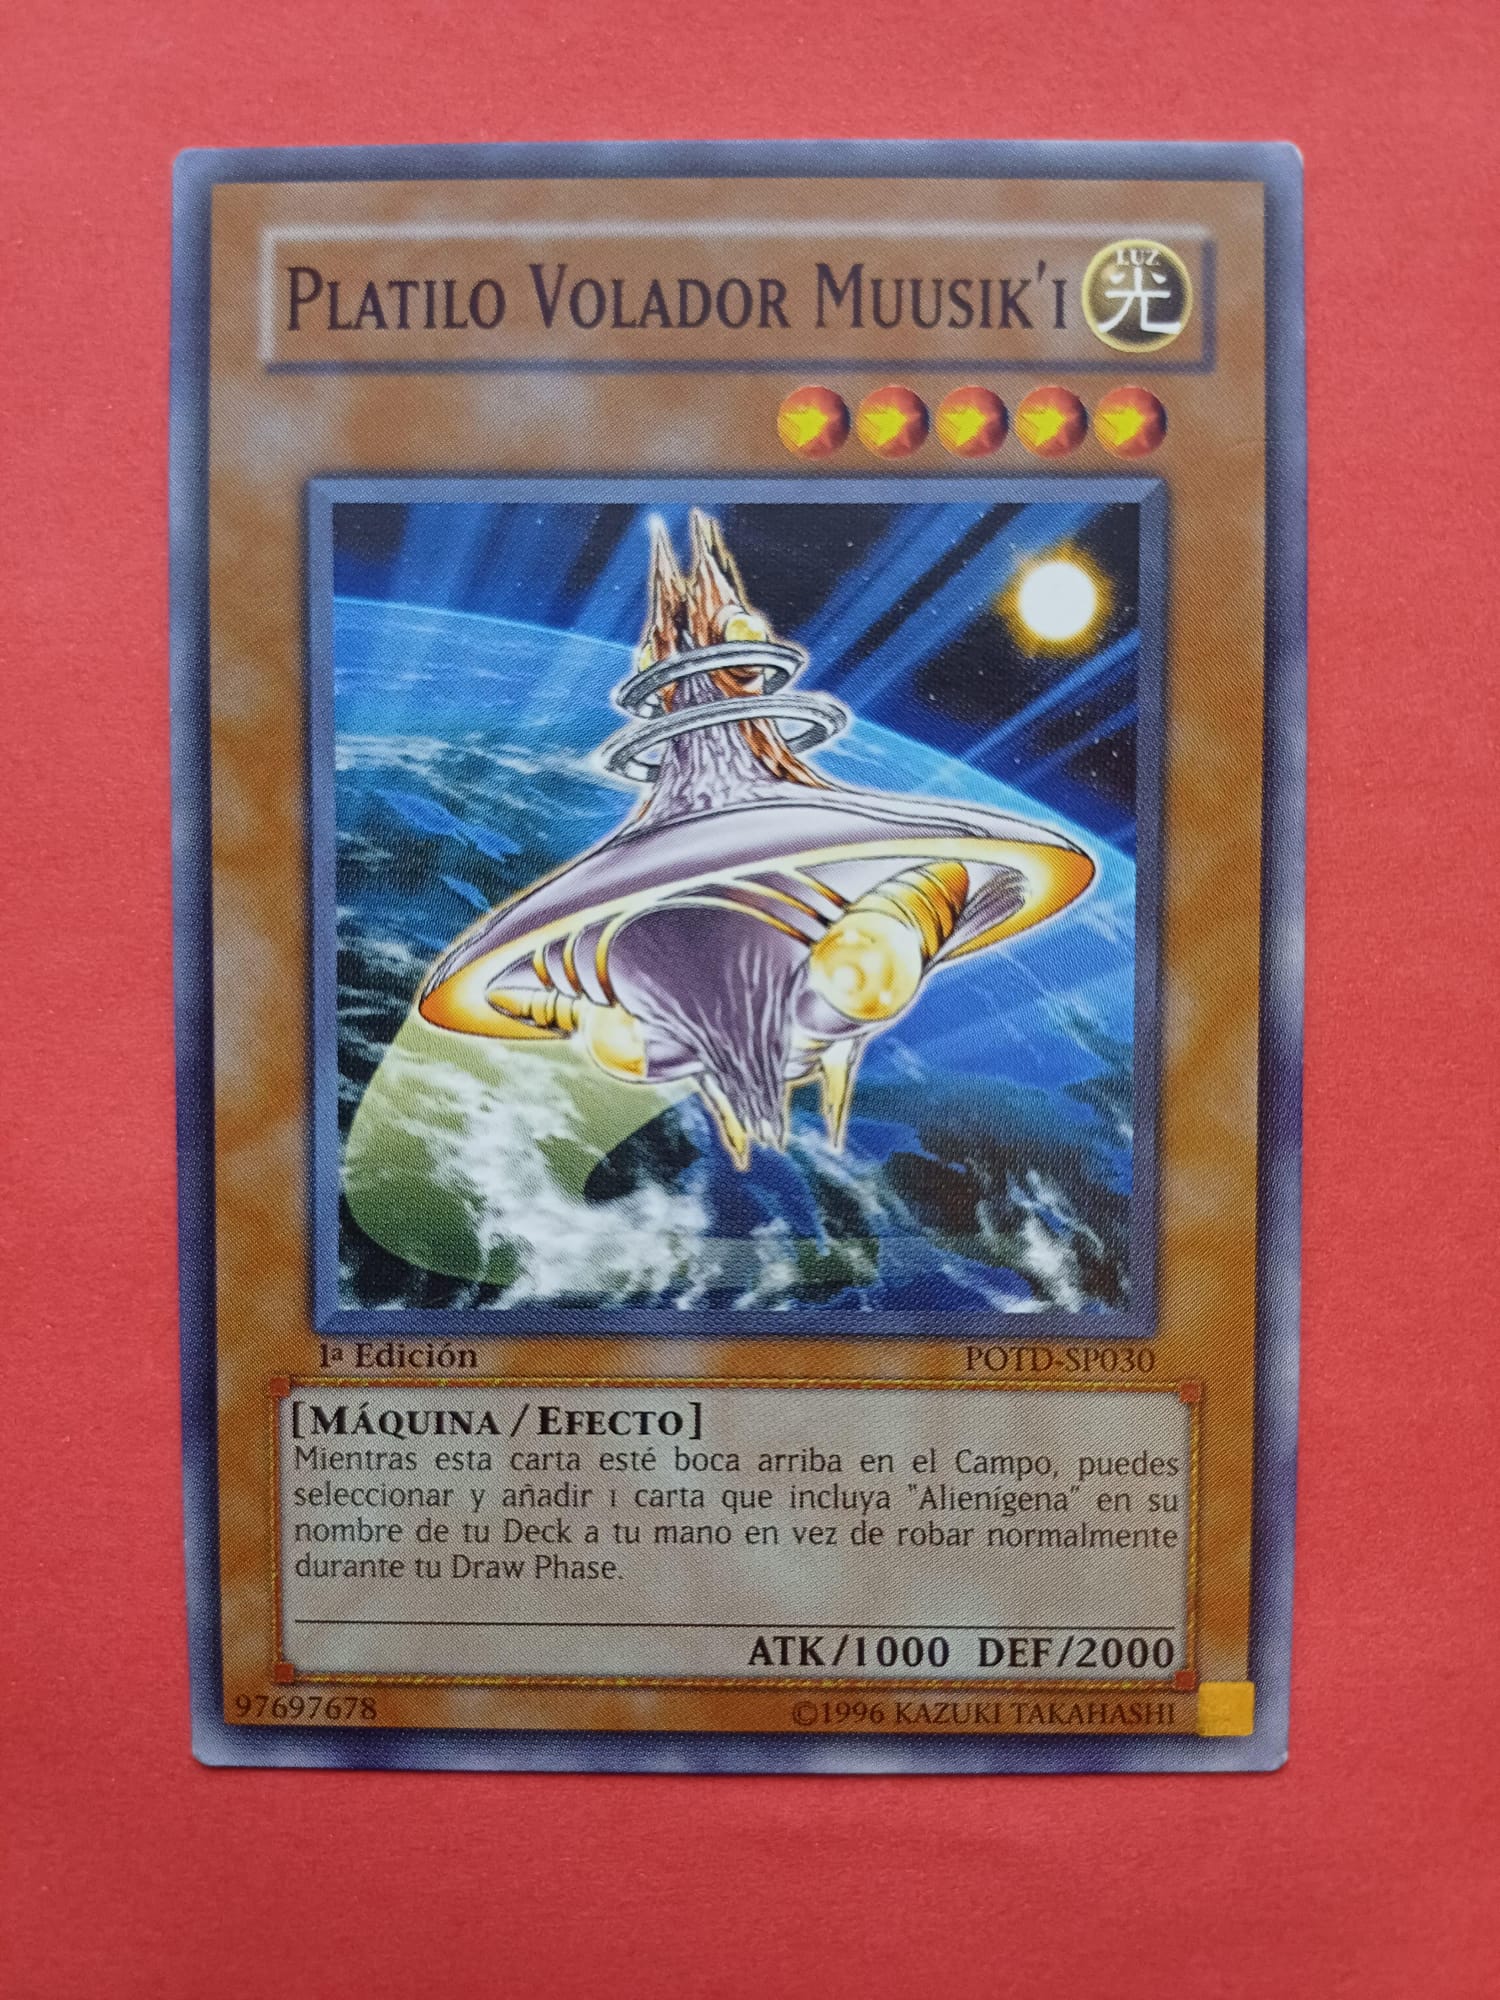 PLATILO VOLADOR MUUSIK'I
LUZ
光
1ª Edición
POTD-SP030
[MÁQUINA / EFECTO]
Mientras esta carta esté boca arriba en el Campo, puedes
seleccionar y añadir 1 carta que incluya "Alienígena" en su
nombre de tu Deck a tu mano en vez de robar normalmente
durante tu Draw Phase.
ATK/1000 DEF/2000
97697678
©1996 KAZUKI TAKAHASHI